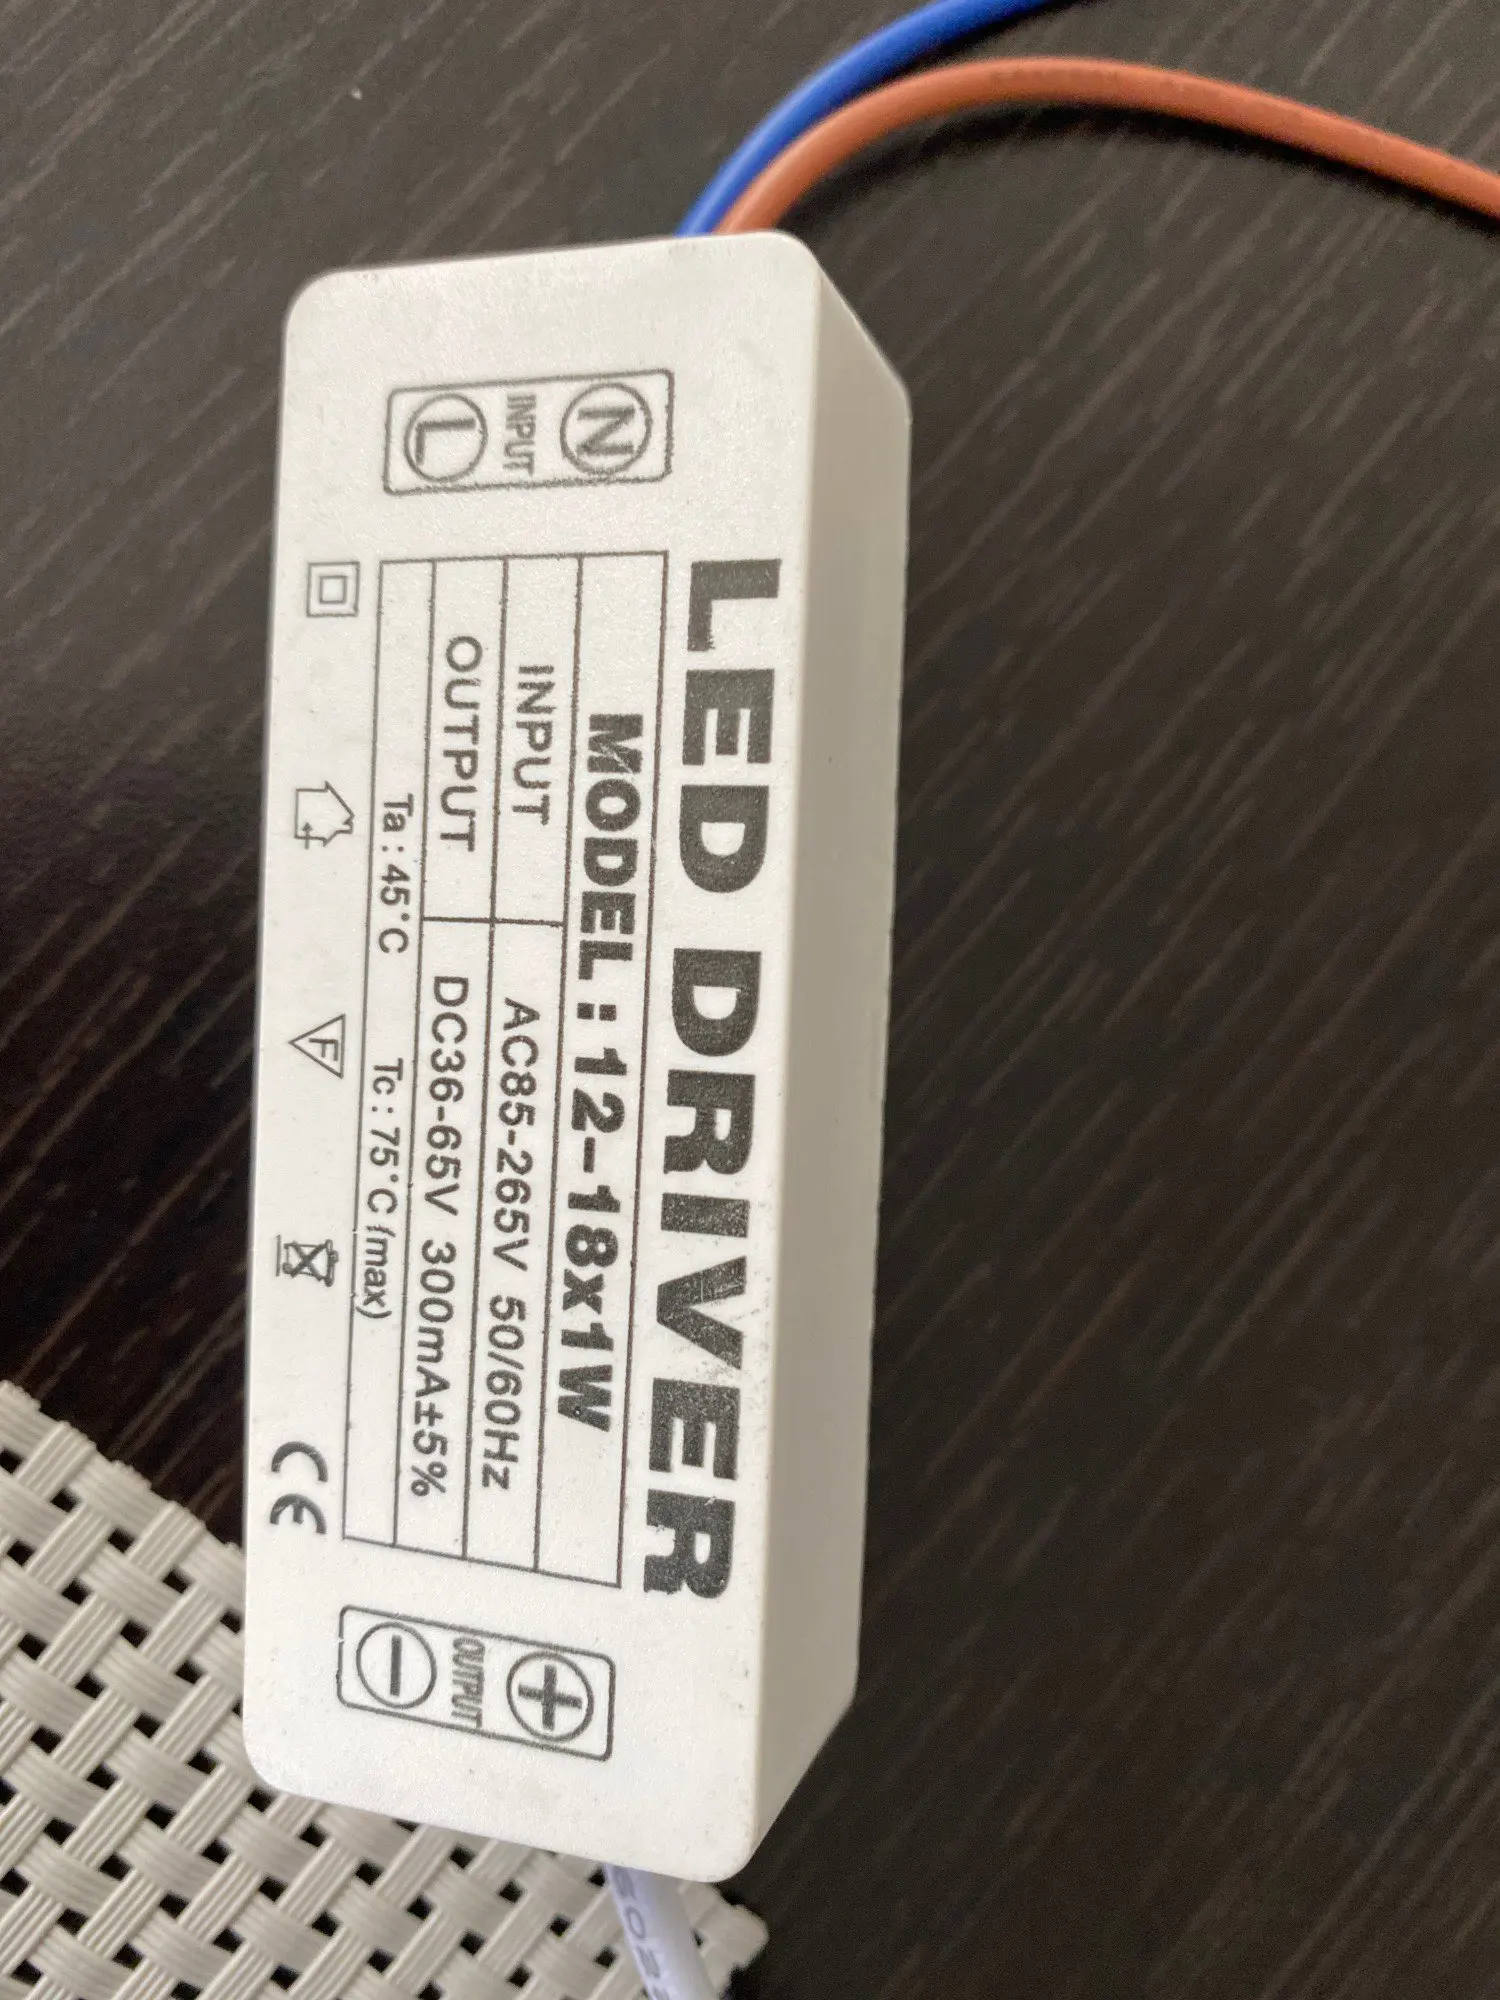 LED DRIVER
N
INPUT
L
MODEL : 12-18x1W
INPUT AC85-265V 50/60Hz
OUTPUT DC36-65V 300mA±5%
Ta : 45°C Tc : 75°C (max)
F
CE
+
OUTPUT
−